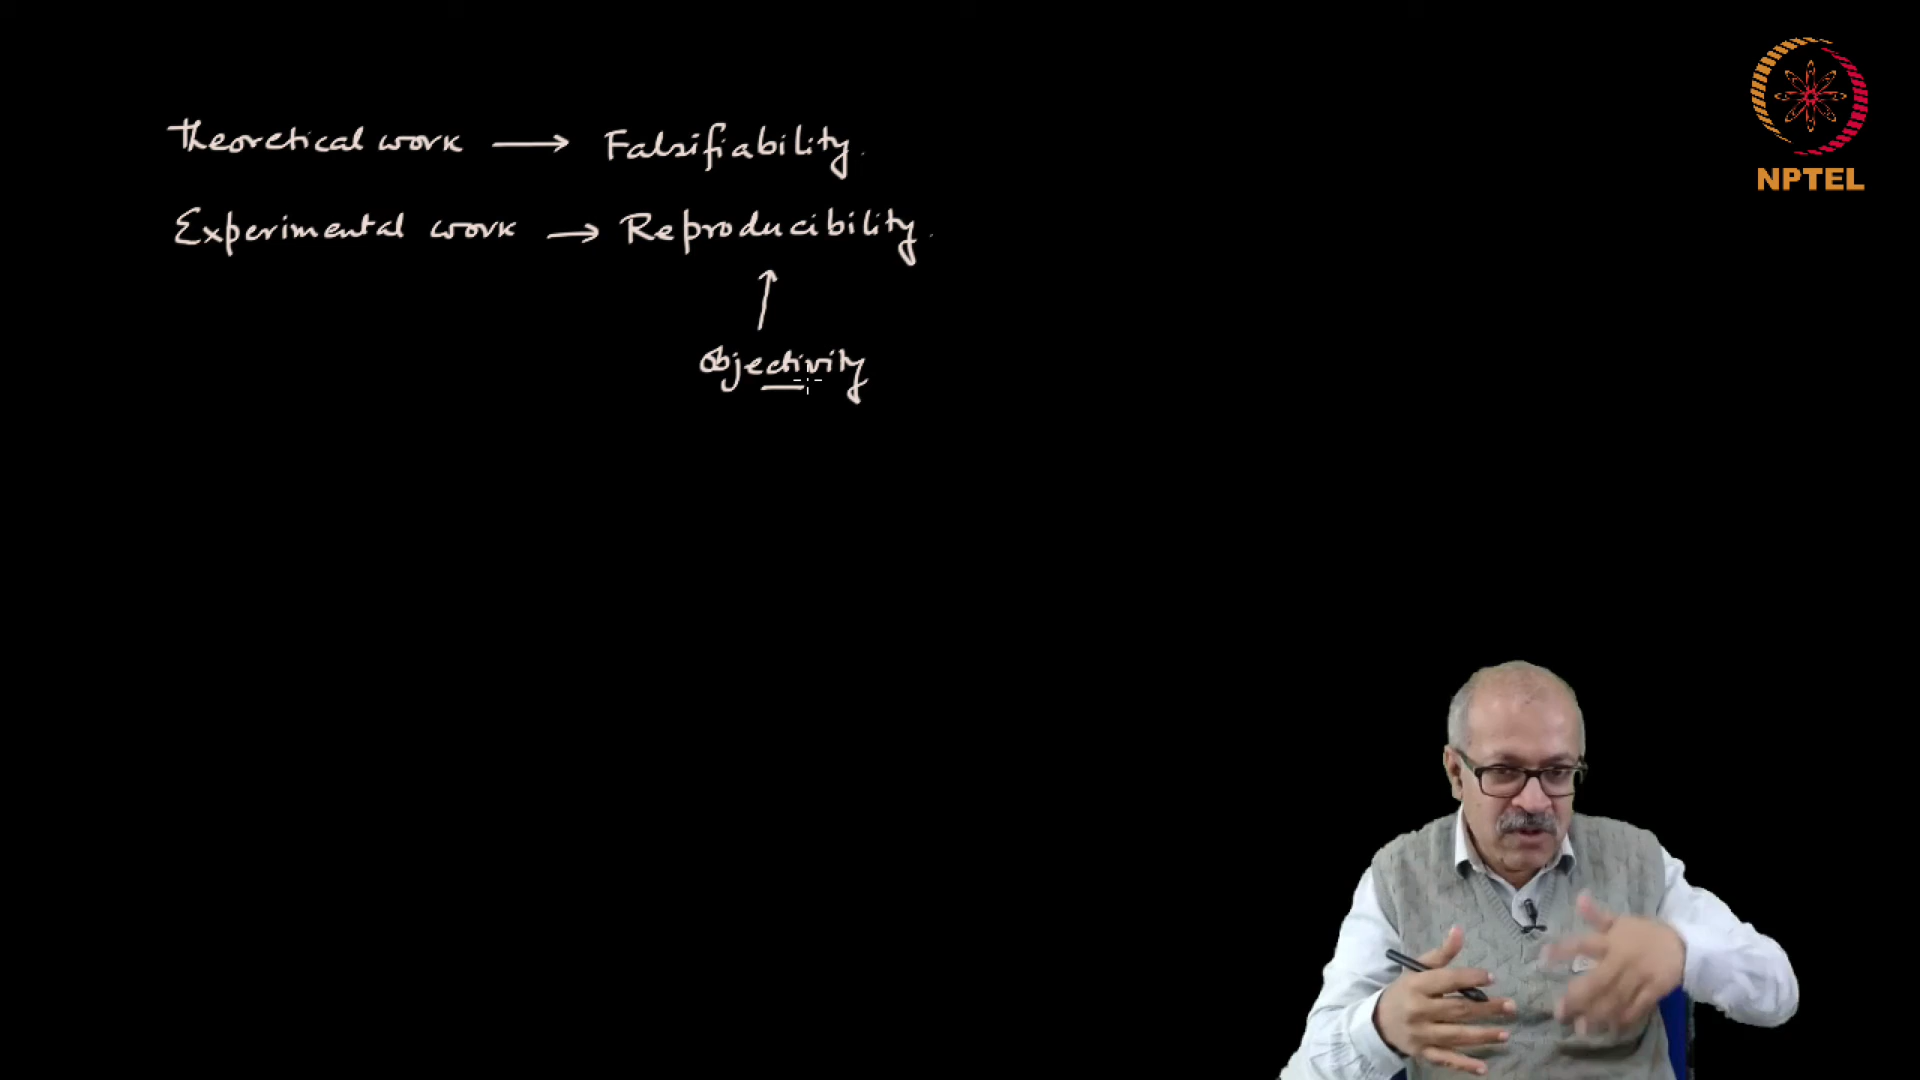 NPTEL
Theoretical work → Falsifiability.
Experimental work → Reproducibility.
↑
Objectivity